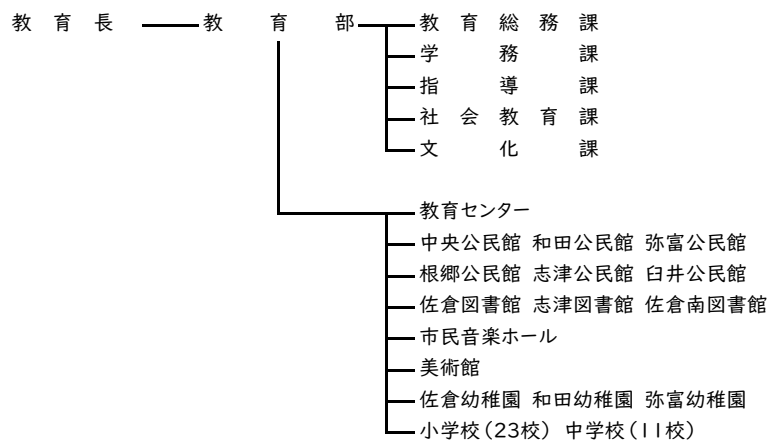 教育長 教育部 教育総務課
学務課
指導課
社会教育課
文化課
教育センター
中央公民館 和田公民館 弥富公民館
根郷公民館 志津公民館 臼井公民館
佐倉図書館 志津図書館 佐倉南図書館
市民音楽ホール
美術館
佐倉幼稚園 和田幼稚園 弥富幼稚園
小学校(23校) 中学校(11校)